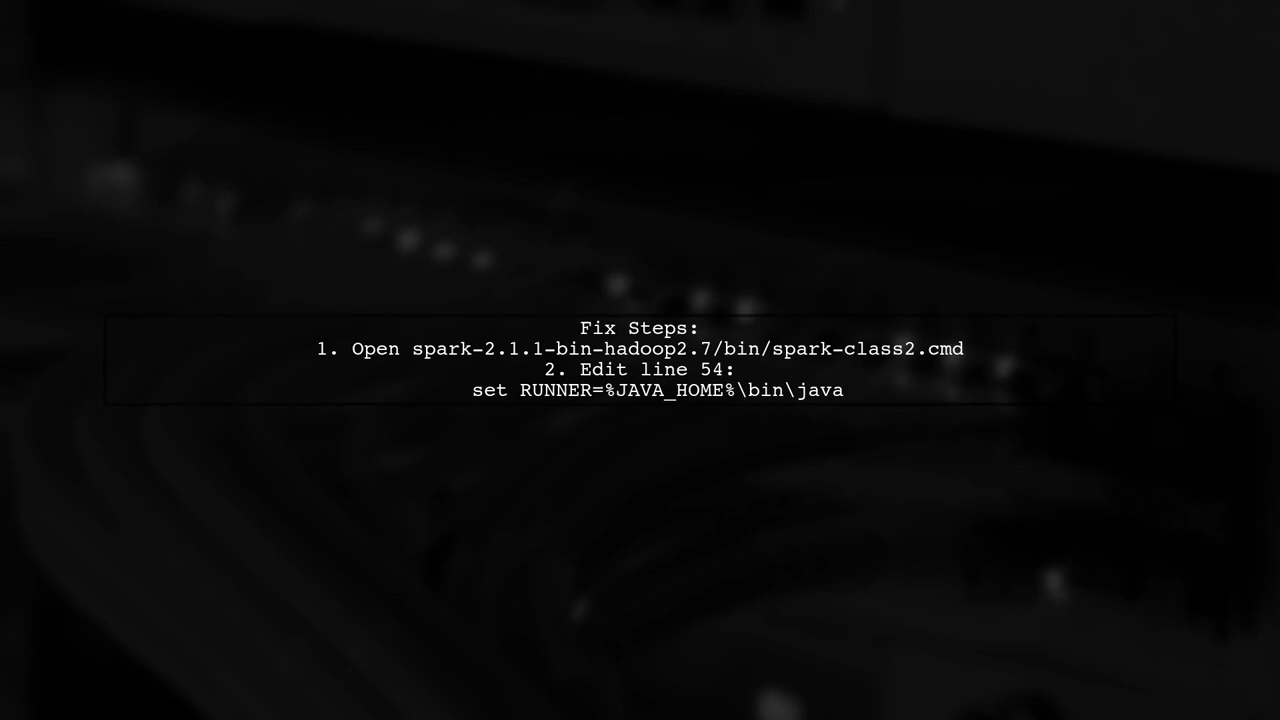 Fix Steps:
1. Open spark-2.1.1-bin-hadoop2.7/bin/spark-class2.cmd
2. Edit line 54:
set RUNNER=%JAVA_HOME%\bin\java